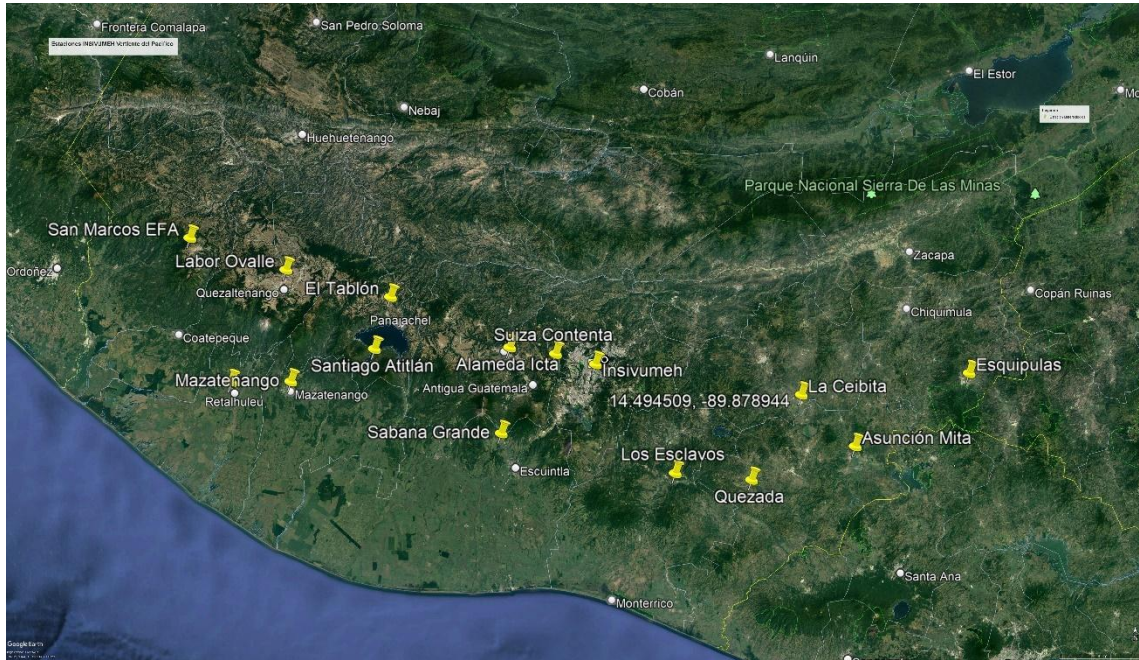 Frontera Comalapa
San Pedro Soloma
Estaciones INSIVUMEH Vertiente del Pacífico
Lanqüin
El Estor
Cobán
Nebaj
Huehuetenango
Parque Nacional Sierra De Las Minas
San Marcos EFA
Zacapa
Labor Ovalle
Ordoñez
Quezaltenango
El Tablón
Copán Ruinas
Chiquimula
Panajachel
Coatepeque
Suiza Contenta
Santiago Atitlán
Alameda Icta
Insivumeh
Esquipulas
Mazatenango
Antigua Guatemala
La Ceibita
Retalhuleu
Mazatenango
14.494509, -89.878944
Sabana Grande
Asunción Mita
Los Esclavos
Escuintla
Quezada
Santa Ana
Monterrico
Google Earth